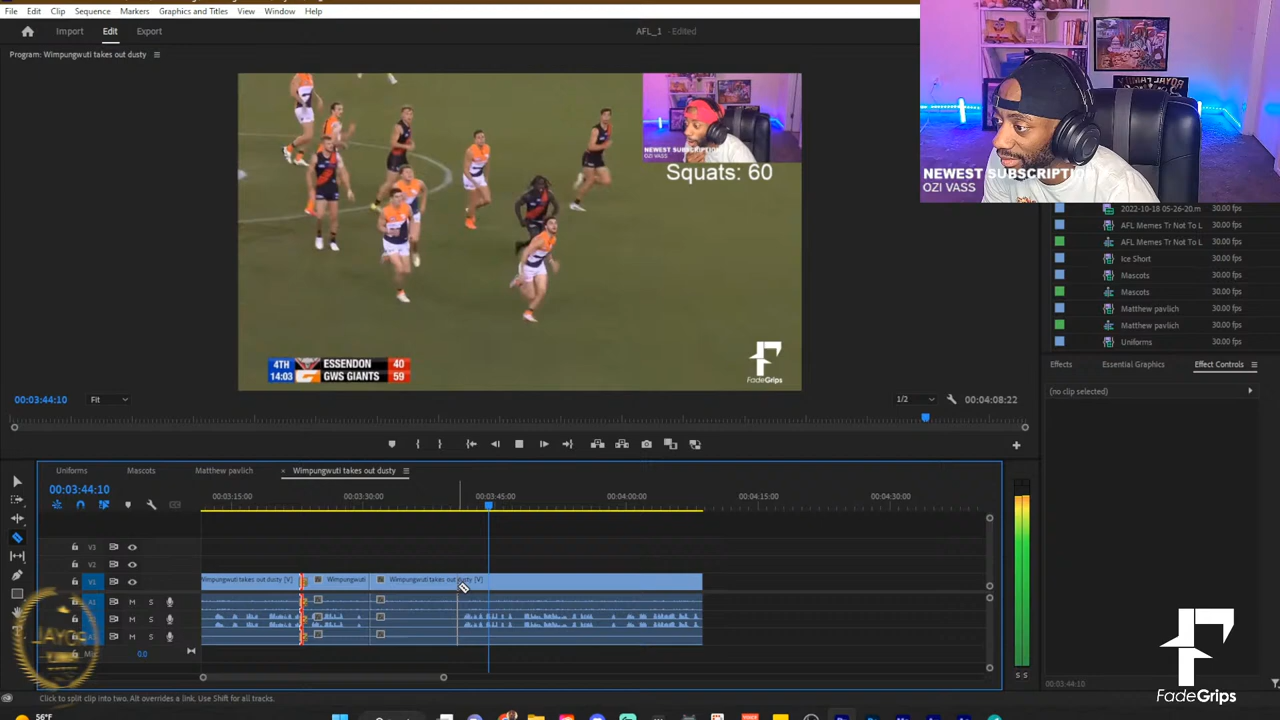 File Edit Clip Sequence Markers Graphics and Titles View Window Help
Import Edit Export
AFL_1 - Edited
Program: Wimpungwuti takes out dusty
NEWEST SUBSCRIPTION
OZI VASS
Squats: 60
4TH ESSENDON 40
14:03 GWS GIANTS 59
FadeGrips
NEWEST SUBSCRIPTION
OZI VASS
2022-10-18 05-26-20.m 30.00 fps
AFL Memes Tr Not To L 30.00 fps
AFL Memes Tr Not To L 30.00 fps
Ice Short 30.00 fps
Mascots 30.00 fps
Mascots 30.00 fps
Matthew pavlich 30.00 fps
Matthew pavlich 30.00 fps
Uniforms 30.00 fps
Effects Essential Graphics Effect Controls
(no clip selected)
00:03:44:10 Fit 1/2 00:04:08:22
Uniforms Mascots Matthew pavlich × Wimpungwuti takes out dusty
00:03:44:10
00:03:15:00 00:03:30:00 00:03:45:00 00:04:00:00 00:04:15:00 00:04:30:00
V3
V2
V1 Wimpungwuti takes out dusty [V] Wimpungwuti Wimpungwuti takes out dusty [V]
A1 M S
M S
M S
0.0
JAYC
S S
00:03:44:10
Click to split clip into two. Alt overrides a link. Use Shift for all tracks.
56°F
FadeGrips